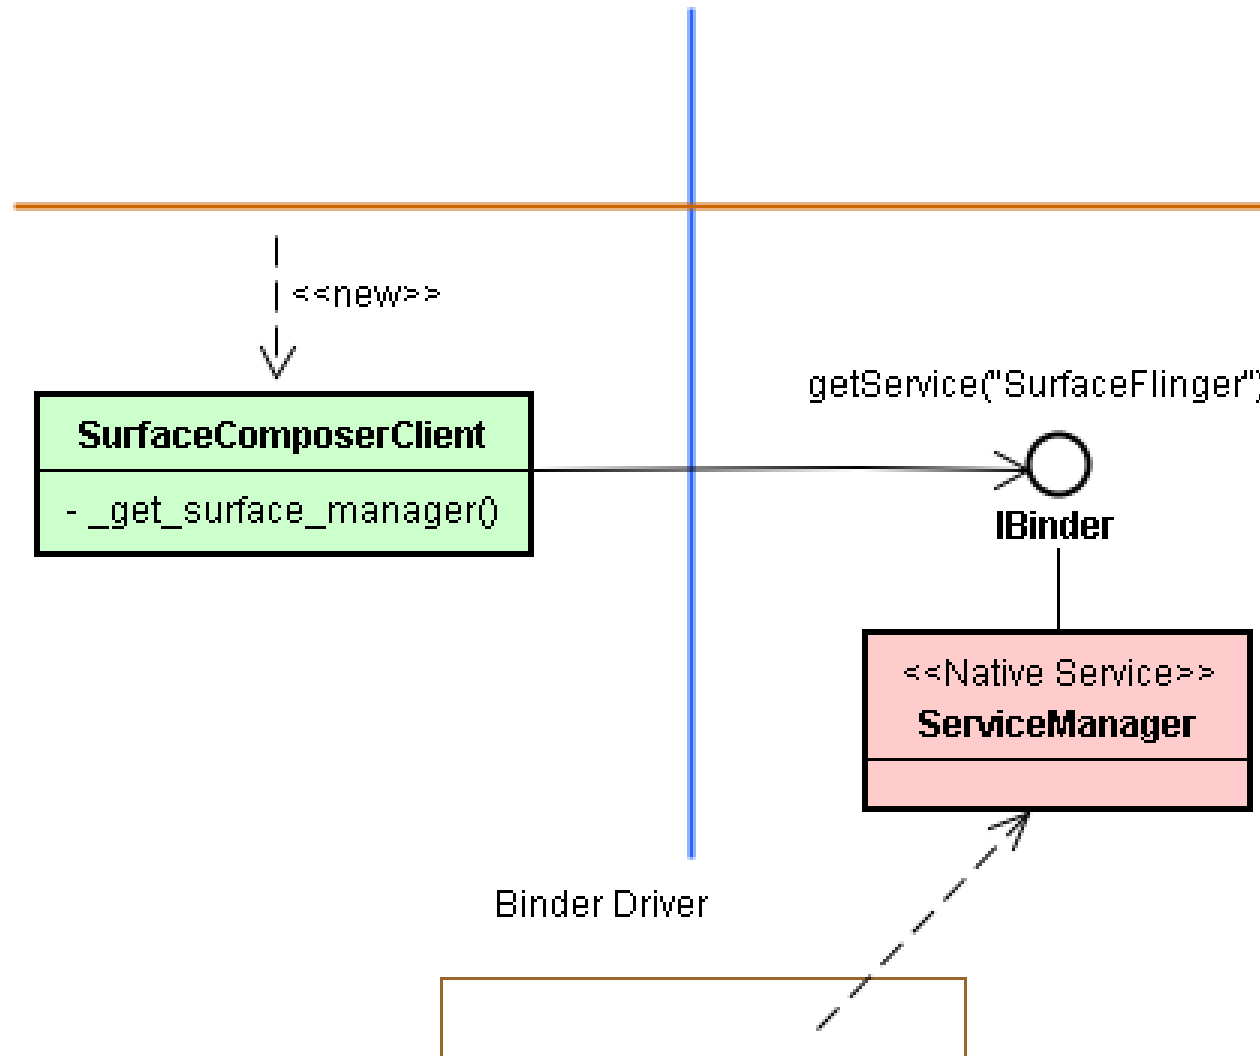 <<new>>
getService("SurfaceFlinger")
SurfaceComposerClient
- _get_surface_manager()
IBinder
<<Native Service>>
ServiceManager
Binder Driver